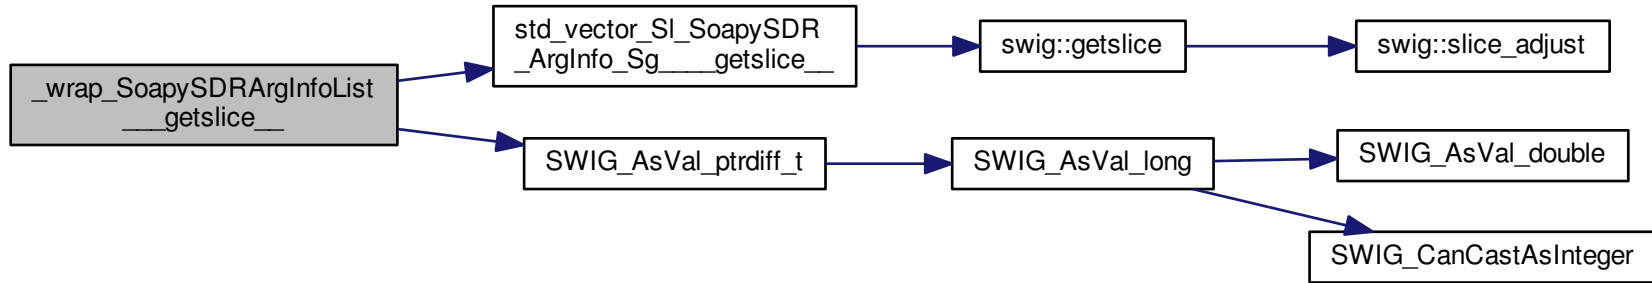 _wrap_SoapySDRArgInfoList
___getslice__
std_vector_Sl_SoapySDR
_ArgInfo_Sg____getslice__
swig::getslice
swig::slice_adjust
SWIG_AsVal_ptrdiff_t
SWIG_AsVal_long
SWIG_AsVal_double
SWIG_CanCastAsInteger